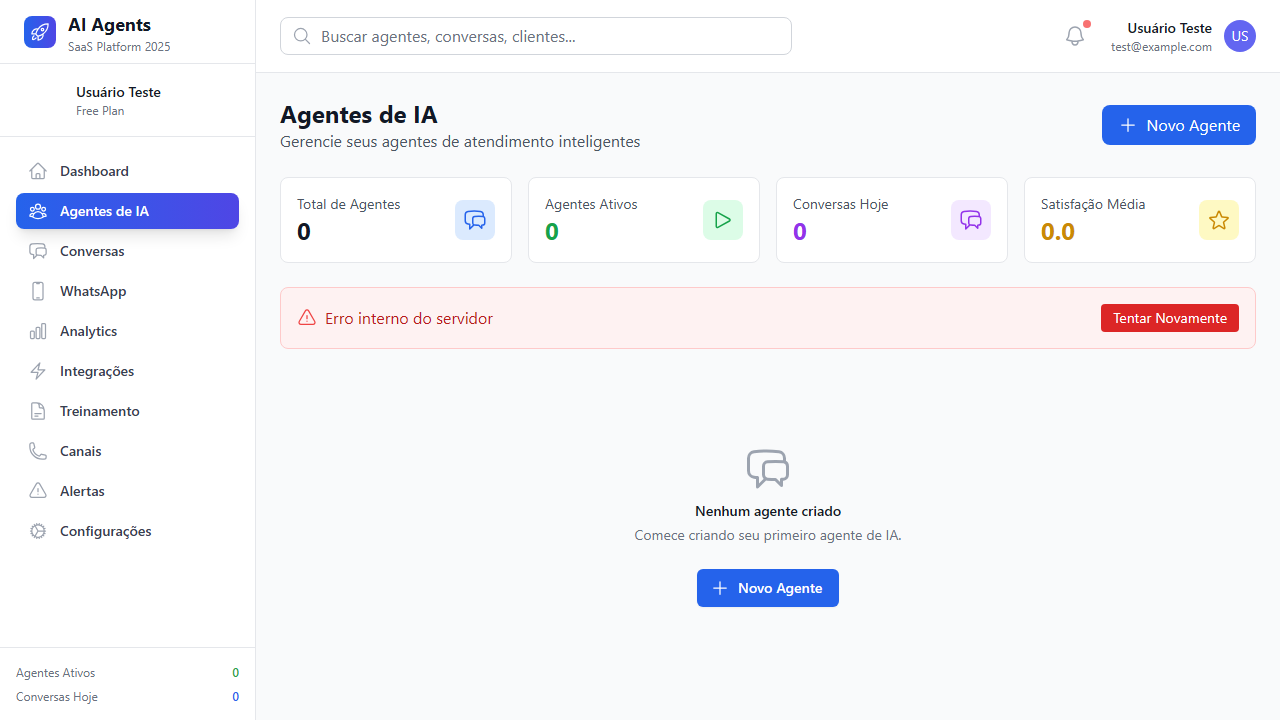 AI Agents
SaaS Platform 2025
Usuário Teste
Free Plan
Dashboard
Agentes de IA
Conversas
WhatsApp
Analytics
Integrações
Treinamento
Canais
Alertas
Configurações
Agentes Ativos 0
Conversas Hoje 0
Buscar agentes, conversas, clientes...
Usuário Teste
test@example.com
US
Agentes de IA
Gerencie seus agentes de atendimento inteligentes
Novo Agente
Total de Agentes
0
Agentes Ativos
0
Conversas Hoje
0
Satisfação Média
0.0
Erro interno do servidor
Tentar Novamente
Nenhum agente criado
Comece criando seu primeiro agente de IA.
Novo Agente